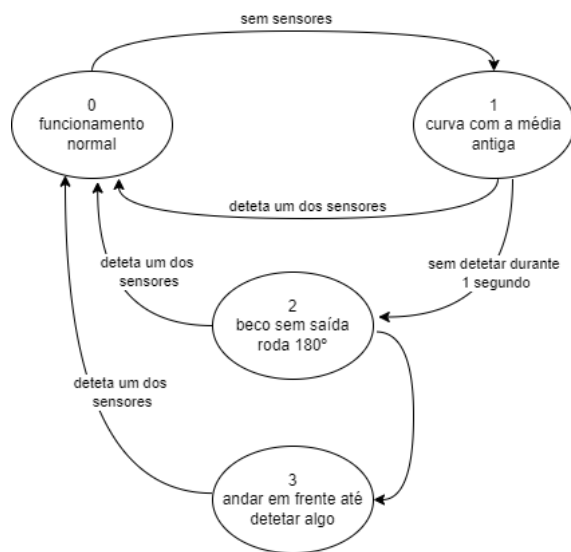 sem sensores
0
funcionamento
normal
1
curva com a média
antiga
deteta um dos sensores
deteta um dos
sensores
sem detetar durante
1 segundo
2
beco sem saída
roda 180º
deteta um dos
sensores
3
andar em frente até
detetar algo